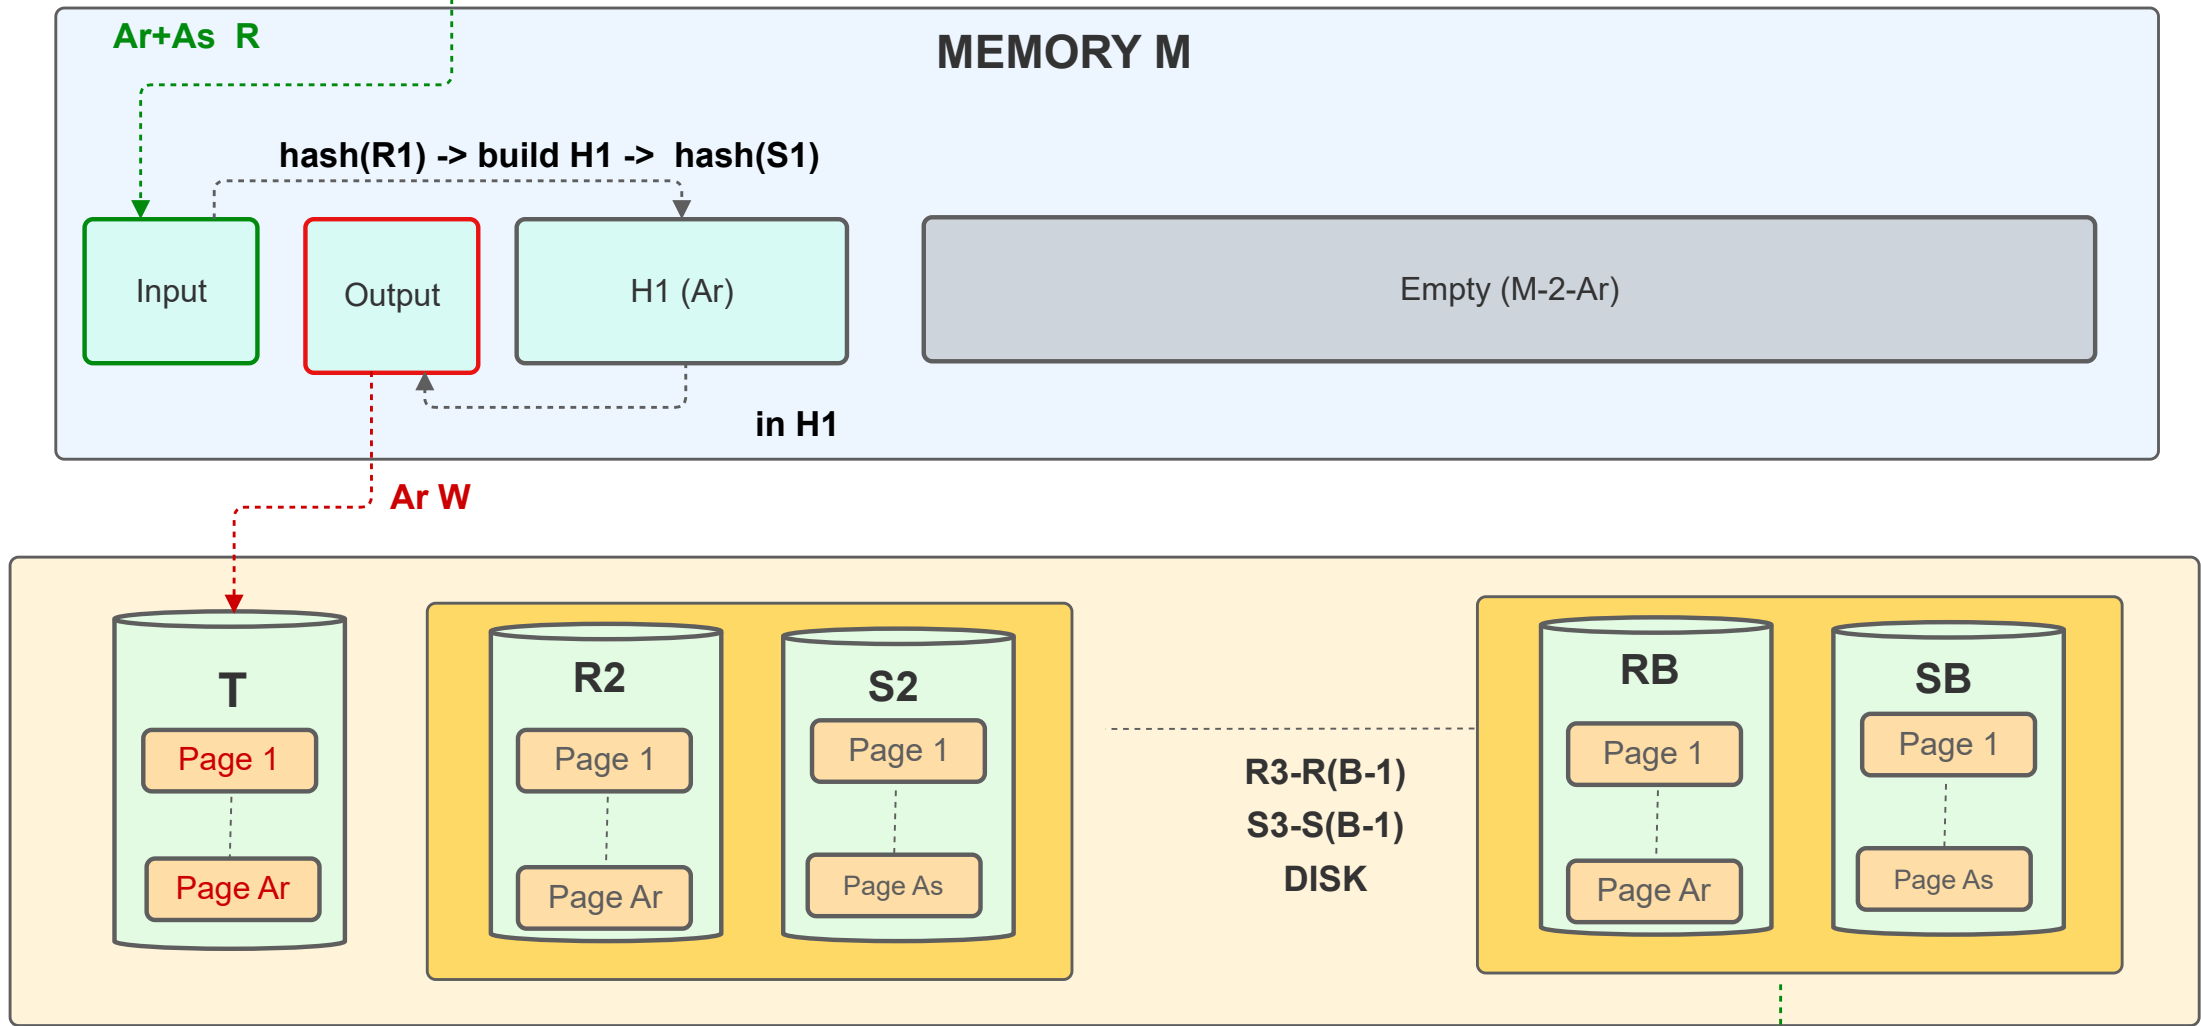 Ar+As  R
MEMORY M
hash(R1) -> build H1 ->  hash(S1)
Input
Output
H1 (Ar)
Empty (M-2-Ar)
in H1
Ar W
T
Page 1
Page Ar
R2
Page 1
Page Ar
S2
Page 1
Page As
R3-R(B-1)
S3-S(B-1)
DISK
RB
Page 1
Page Ar
SB
Page 1
Page As